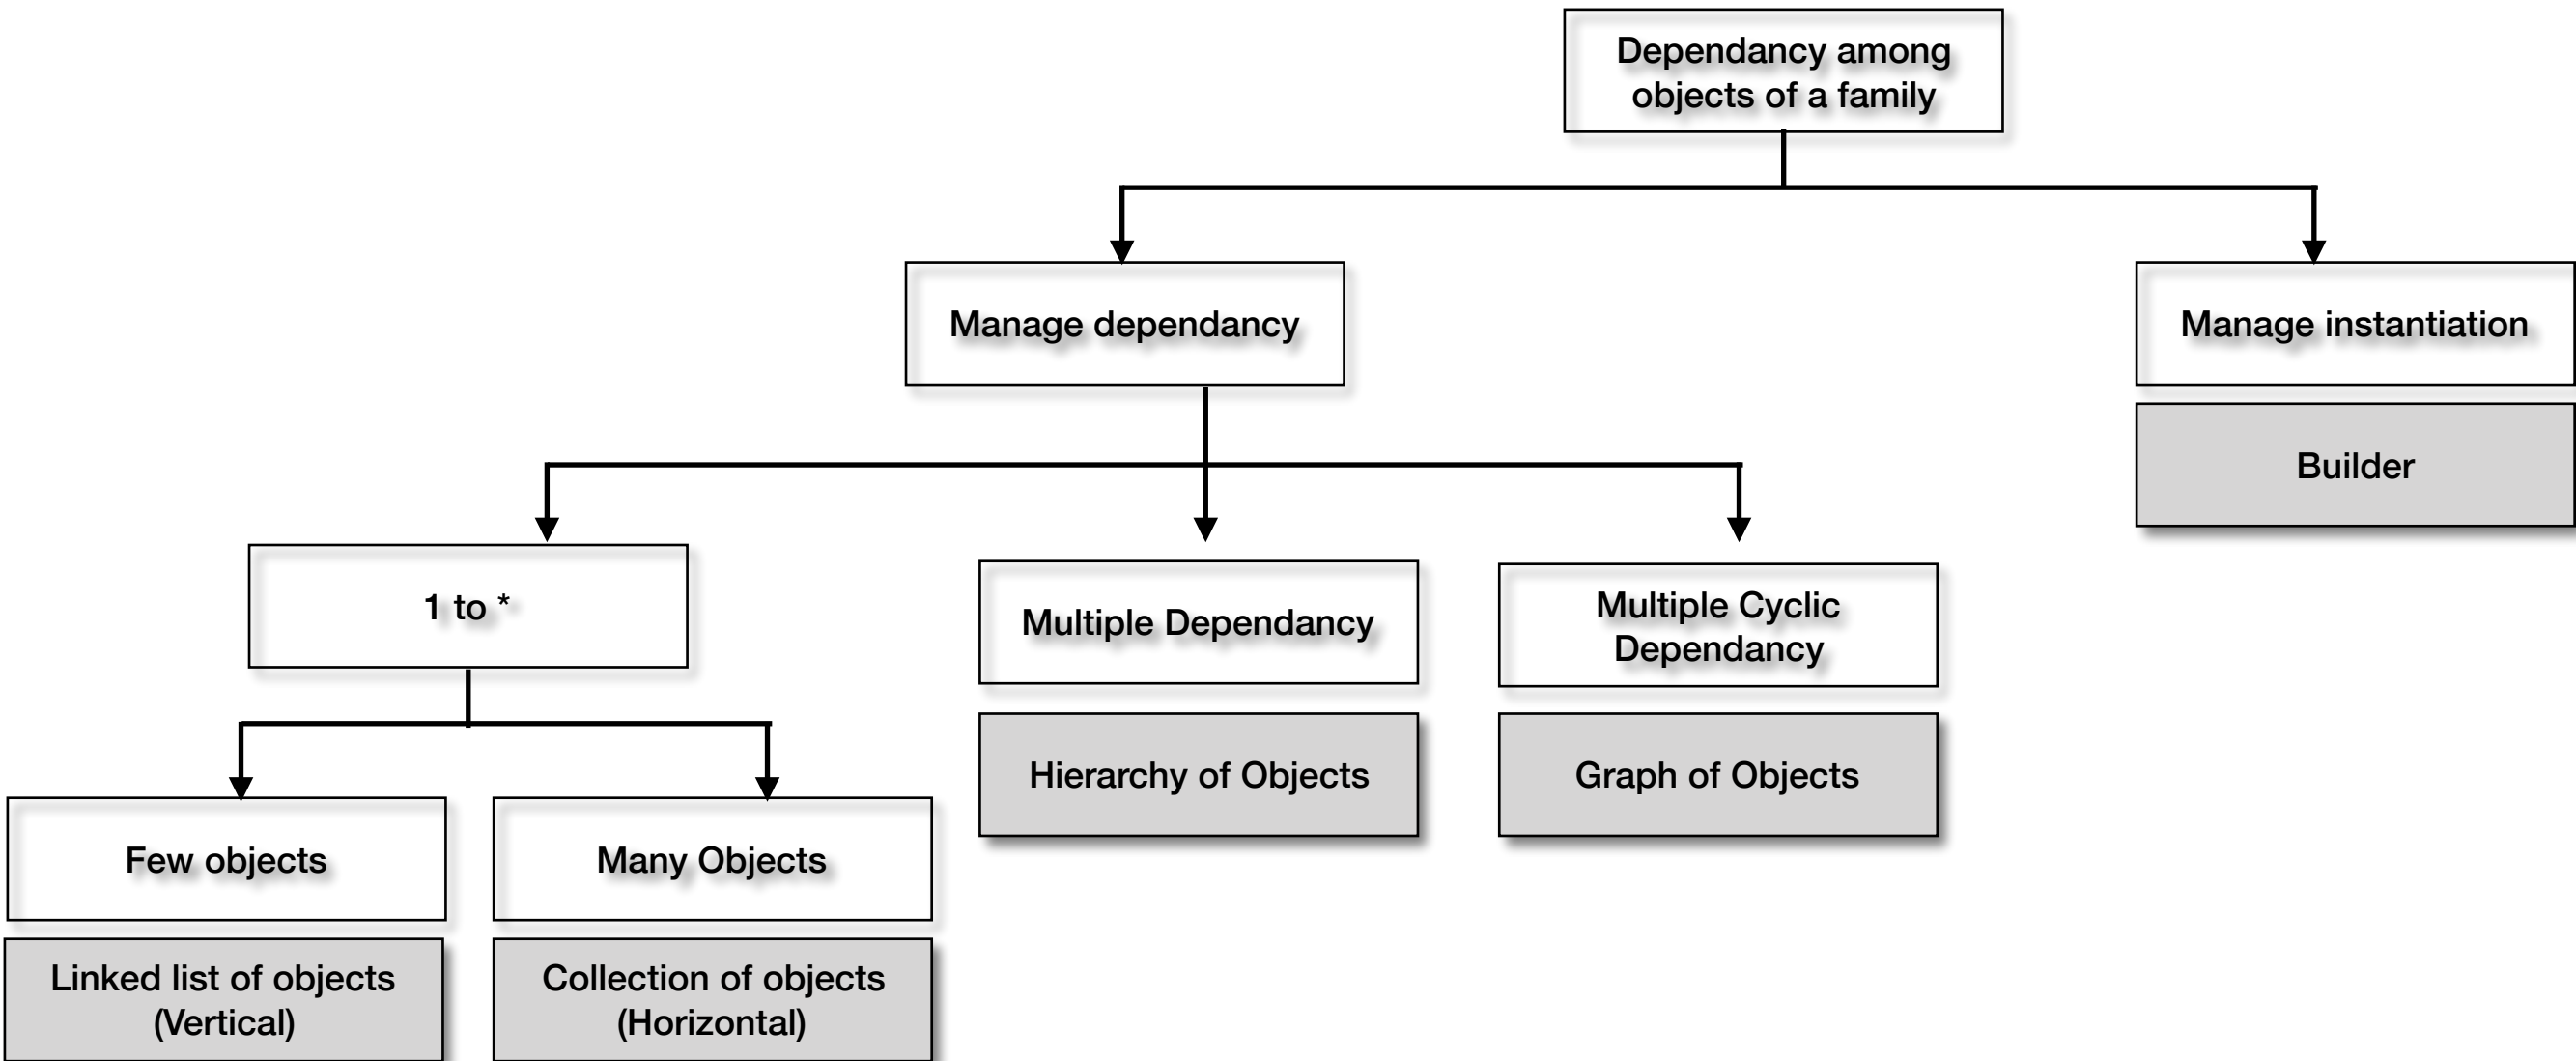 Dependancy among
objects of a family
Manage dependancy
Manage instantiation
Builder
1 to *
Multiple Dependancy
Multiple Cyclic
Dependancy
Hierarchy of Objects
Graph of Objects
Few objects
Many Objects
Linked list of objects
(Vertical)
Collection of objects
(Horizontal)